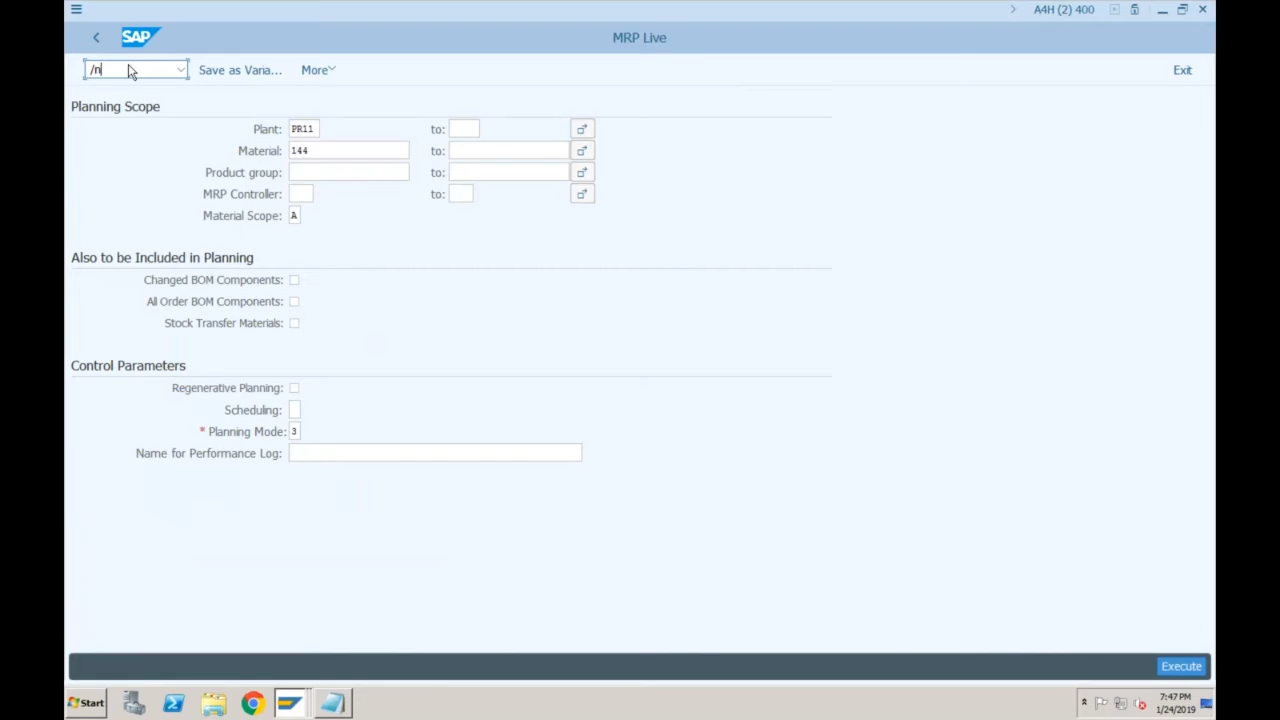 A4H (2) 400
SAP
MRP Live
/n
Save as Varia...
More
Exit
Planning Scope
Plant: PR11 to:
Material: 144 to:
Product group: to:
MRP Controller: to:
Material Scope: A
Also to be Included in Planning
Changed BOM Components:
All Order BOM Components:
Stock Transfer Materials:
Control Parameters
Regenerative Planning:
Scheduling:
* Planning Mode: 3
Name for Performance Log:
Execute
Start
7:47 PM
1/24/2019